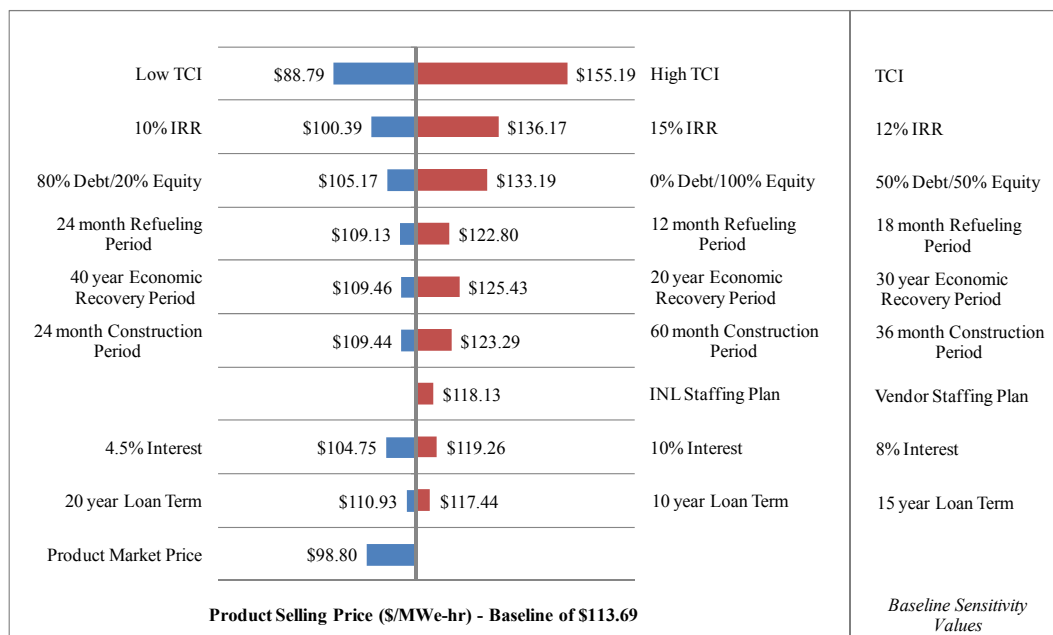 Low TCI $88.79 $155.19 High TCI TCI
10% IRR $100.39 $136.17 15% IRR 12% IRR
80% Debt/20% Equity $105.17 $133.19 0% Debt/100% Equity 50% Debt/50% Equity
24 month Refueling
Period
$109.13 $122.80
12 month Refueling
Period
18 month Refueling
Period
40 year Economic
Recovery Period
$109.46 $125.43
20 year Economic
Recovery Period
30 year Economic
Recovery Period
24 month Construction
Period
$109.44 $123.29
60 month Construction
Period
36 month Construction
Period
$118.13 INL Staffing Plan Vendor Staffing Plan
4.5% Interest $104.75 $119.26 10% Interest 8% Interest
20 year Loan Term $110.93 $117.44 10 year Loan Term 15 year Loan Term
Product Market Price $98.80
Product Selling Price ($/MWe-hr) - Baseline of $113.69
Baseline Sensitivity
Values